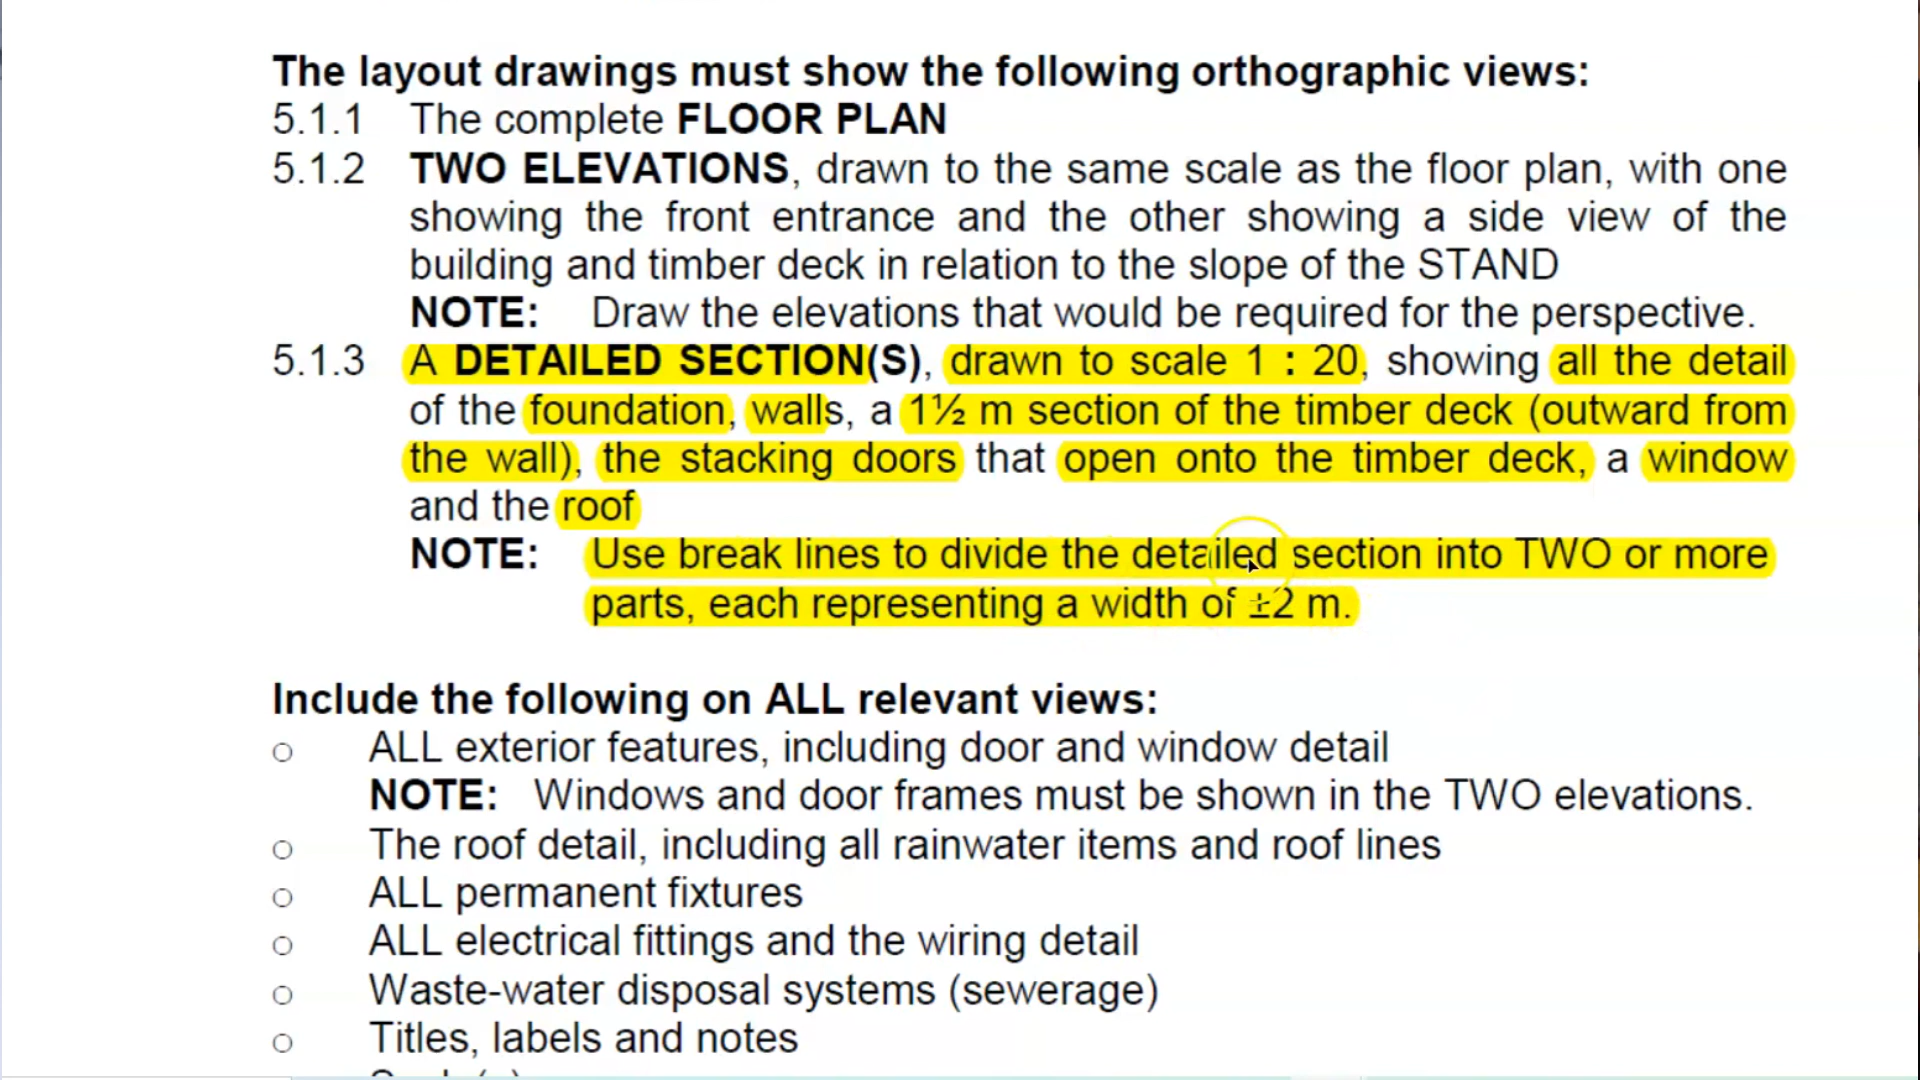 The layout drawings must show the following orthographic views:
5.1.1 The complete FLOOR PLAN
5.1.2 TWO ELEVATIONS, drawn to the same scale as the floor plan, with one
showing the front entrance and the other showing a side view of the
building and timber deck in relation to the slope of the STAND
NOTE: Draw the elevations that would be required for the perspective.
5.1.3 A DETAILED SECTION(S), drawn to scale 1 : 20, showing all the detail
of the foundation, walls, a 1½ m section of the timber deck (outward from
the wall), the stacking doors that open onto the timber deck, a window
and the roof
NOTE: Use break lines to divide the detailed section into TWO or more
parts, each representing a width of ±2 m.
Include the following on ALL relevant views:
○ ALL exterior features, including door and window detail
NOTE: Windows and door frames must be shown in the TWO elevations.
○ The roof detail, including all rainwater items and roof lines
○ ALL permanent fixtures
○ ALL electrical fittings and the wiring detail
○ Waste-water disposal systems (sewerage)
○ Titles, labels and notes